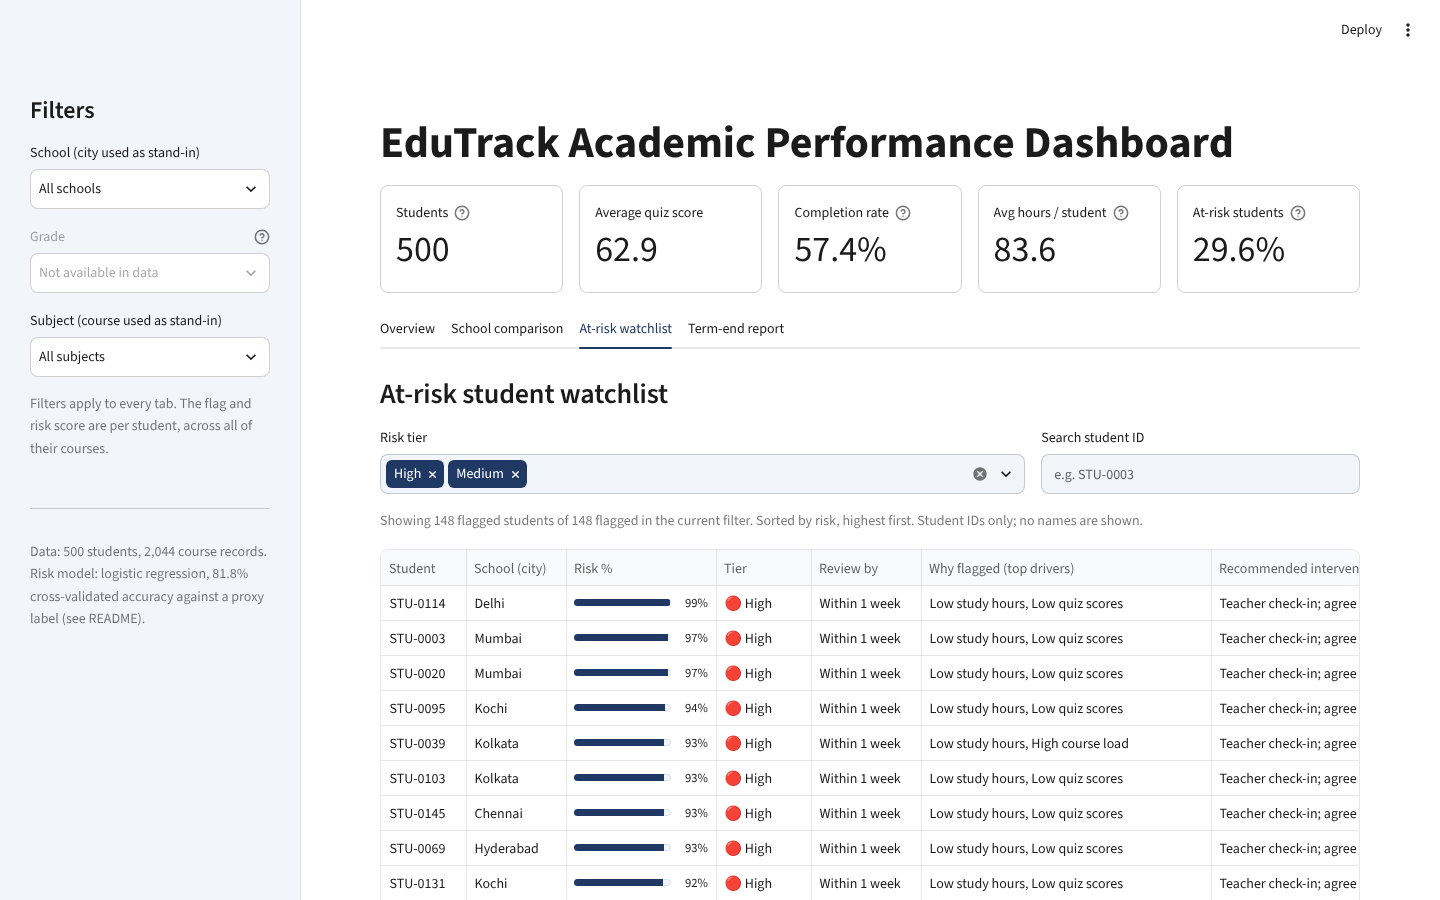 Deploy
Filters
School (city used as stand-in)
All schools
Grade
Not available in data
Subject (course used as stand-in)
All subjects
Filters apply to every tab. The flag and
risk score are per student, across all of
their courses.
Data: 500 students, 2,044 course records.
Risk model: logistic regression, 81.8%
cross-validated accuracy against a proxy
label (see README).
EduTrack Academic Performance Dashboard
Students
500
Average quiz score
62.9
Completion rate
57.4%
Avg hours / student
83.6
At-risk students
29.6%
Overview School comparison At-risk watchlist Term-end report
At-risk student watchlist
Risk tier
High Medium
Search student ID
e.g. STU-0003
Showing 148 flagged students of 148 flagged in the current filter. Sorted by risk, highest first. Student IDs only; no names are shown.
Student School (city) Risk % Tier Review by Why flagged (top drivers) Recommended interven
STU-0114 Delhi 99% High Within 1 week Low study hours, Low quiz scores Teacher check-in; agree
STU-0003 Mumbai 97% High Within 1 week Low study hours, Low quiz scores Teacher check-in; agree
STU-0020 Mumbai 97% High Within 1 week Low study hours, Low quiz scores Teacher check-in; agree
STU-0095 Kochi 94% High Within 1 week Low study hours, Low quiz scores Teacher check-in; agree
STU-0039 Kolkata 93% High Within 1 week Low study hours, High course load Teacher check-in; agree
STU-0103 Kolkata 93% High Within 1 week Low study hours, Low quiz scores Teacher check-in; agree
STU-0145 Chennai 93% High Within 1 week Low study hours, Low quiz scores Teacher check-in; agree
STU-0069 Hyderabad 93% High Within 1 week Low study hours, Low quiz scores Teacher check-in; agree
STU-0131 Kochi 92% High Within 1 week Low study hours, Low quiz scores Teacher check-in; agree